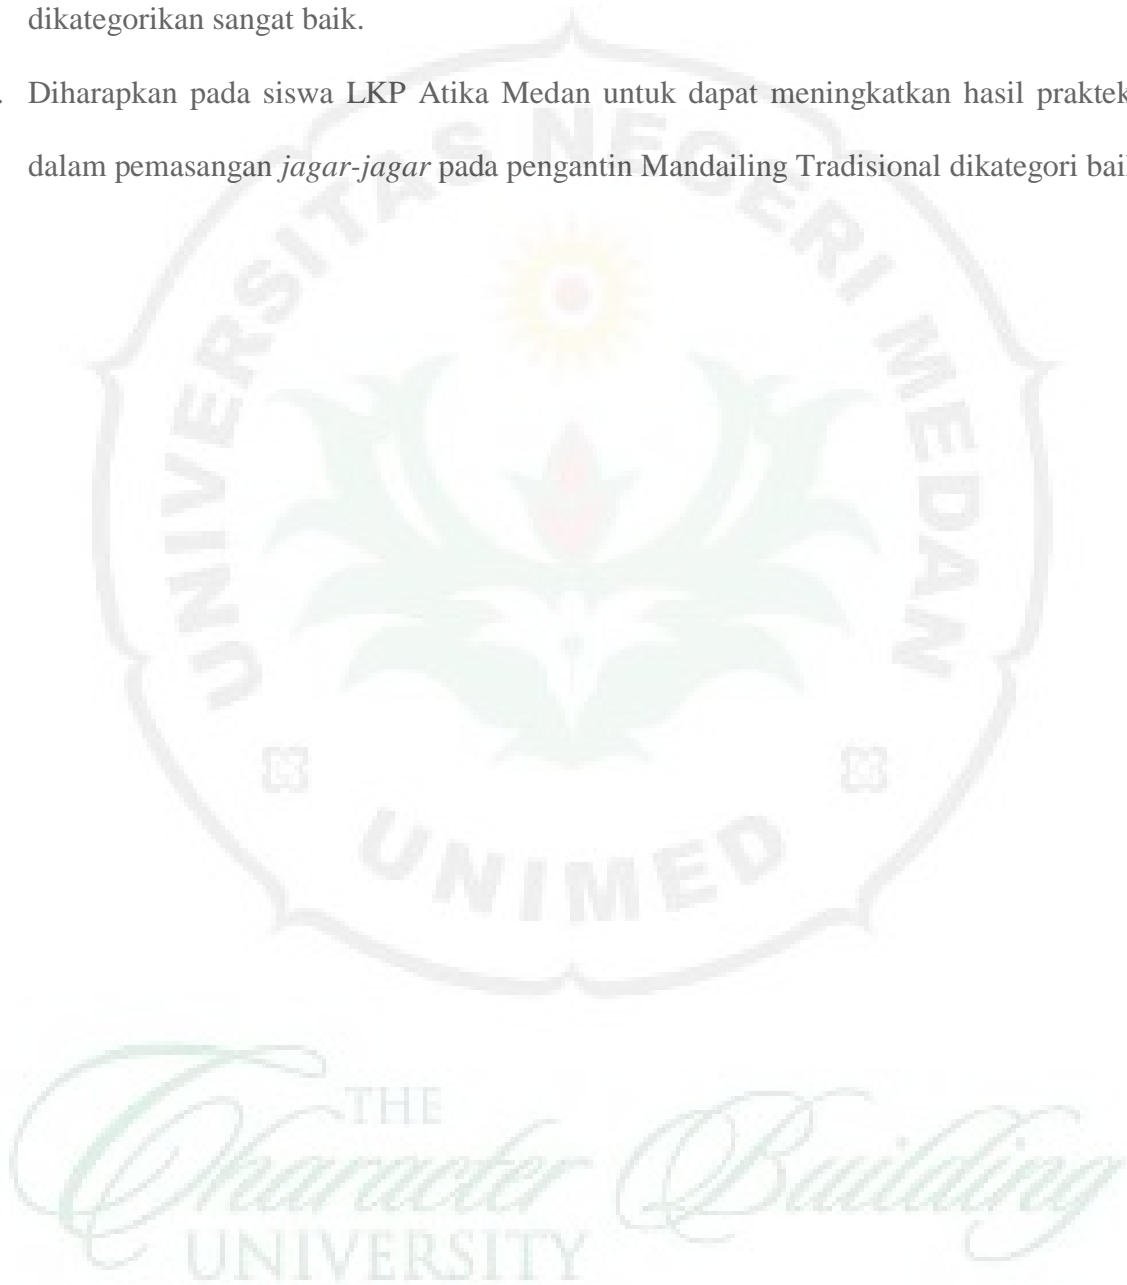 dikategorikan sangat baik.
. Diharapkan pada siswa LKP Atika Medan untuk dapat meningkatkan hasil praktek
dalam pemasangan jagar-jagar pada pengantin Mandailing Tradisional dikategori bai
UNIVERSITAS NEGERI MEDAN
UNIMED
THE
Character Building
UNIVERSITY